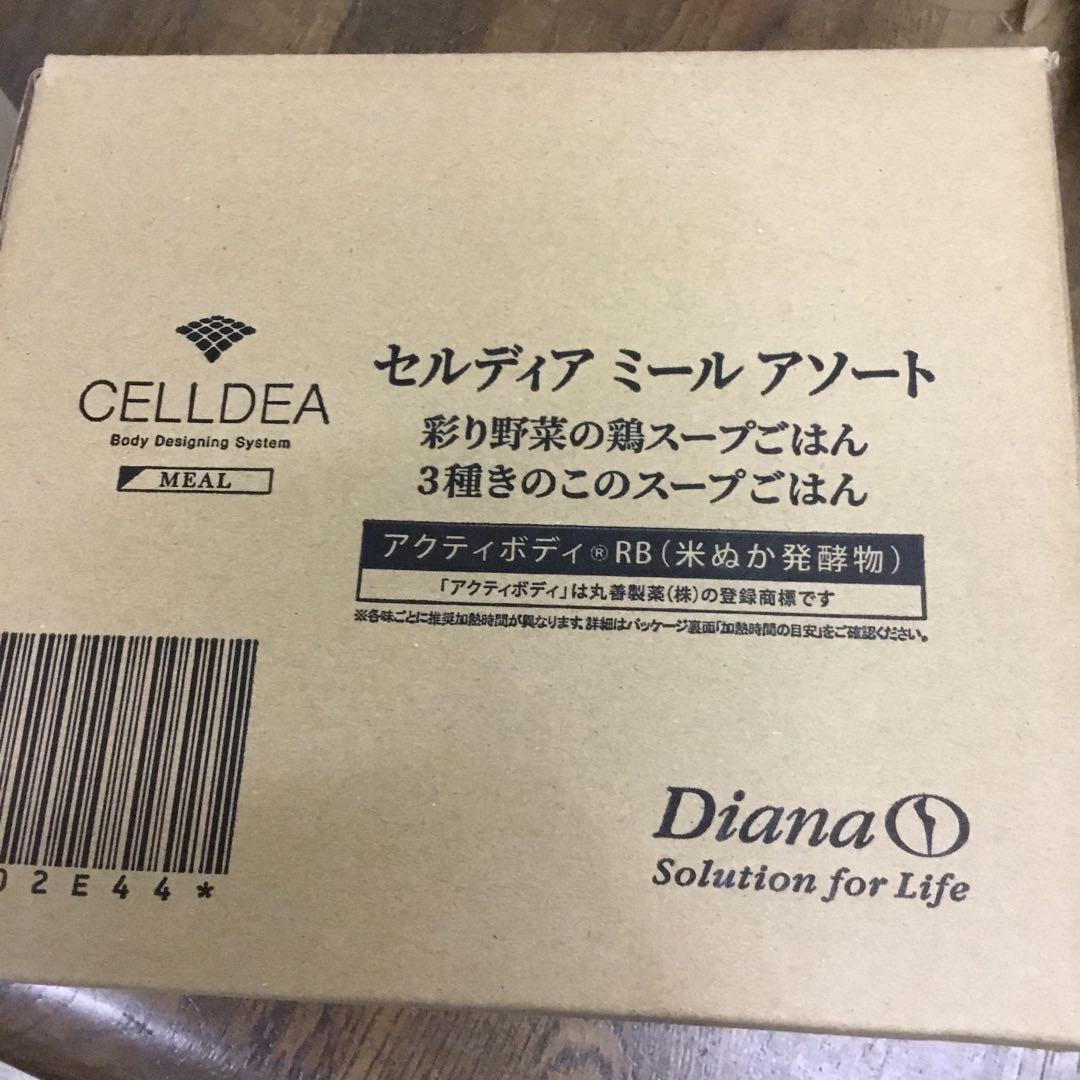 CELLDEA
Body Designing System
MEAL
セルディア ミール アソート
彩り野菜の鶏スープごはん
3種きのこのスープごはん
アクティボディ®RB(米ぬか発酵物)
「アクティボディ」は丸善製薬(株)の登録商標です
※各味ごとに推奨加熱時間が異なります。詳細はパッケージ裏面「加熱時間の目安」をご確認ください。
02E44*
Diana
Solution for Life